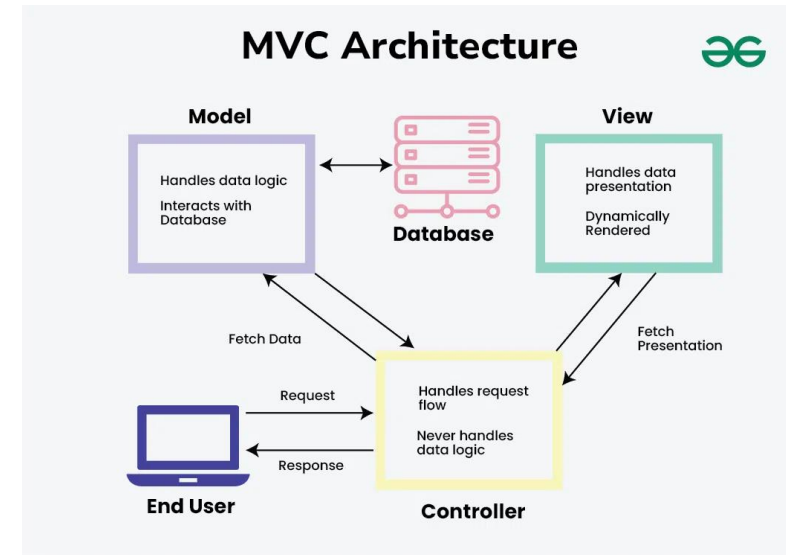 MVC Architecture
Model
View
Handles data logic
Interacts with
Database
Database
Handles data
presentation
Dynamically
Rendered
Fetch Data
Fetch
Presentation
Request
Response
Handles request
flow
Never handles
data logic
End User
Controller